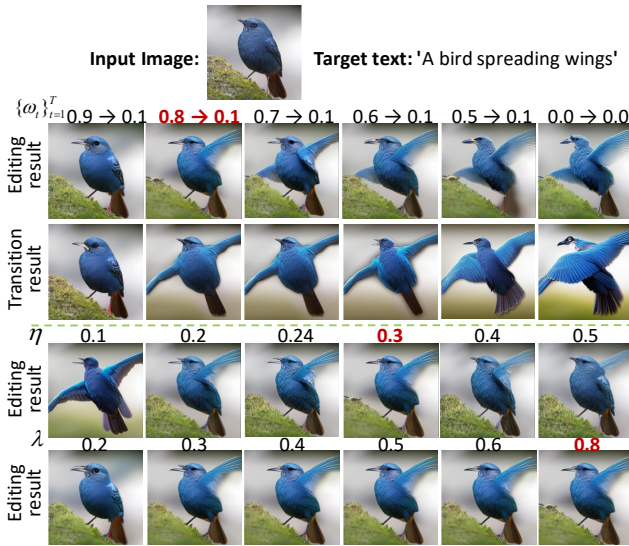 Input Image: Target text: 'A bird spreading wings'
{ω_t}_{t=1}^T 0.9 → 0.1 0.8 → 0.1 0.7 → 0.1 0.6 → 0.1 0.5 → 0.1 0.0 → 0.0
Editing result
Transition result
η 0.1 0.2 0.24 0.3 0.4 0.5
Editing result
λ 0.2 0.3 0.4 0.5 0.6 0.8
Editing result